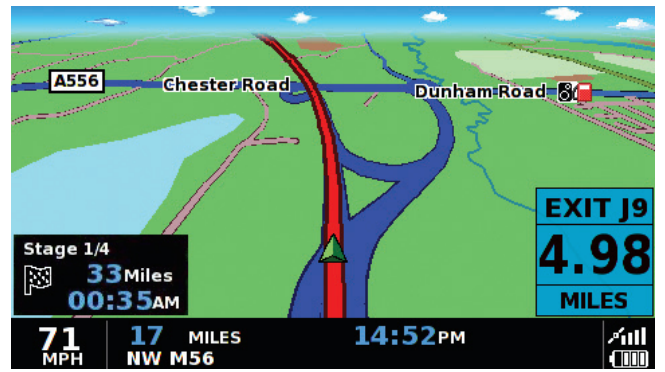 A556
Chester Road
Dunham Road
EXIT J9
4.98
MILES
Stage 1/4
33Miles
00:35AM
71
MPH
17 MILES
14:52PM
NW M56